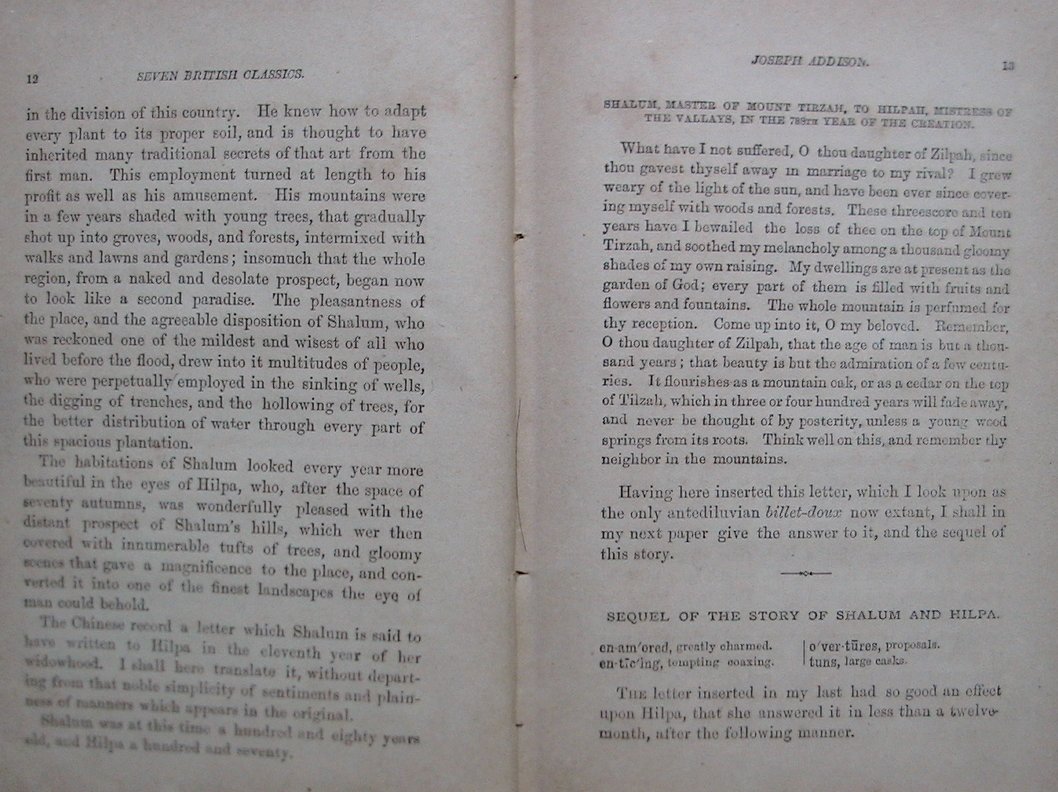 12
SEVEN BRITISH CLASSICS.
in the division of this country. He knew how to adapt
every plant to its proper soil, and is thought to have
inherited many traditional secrets of that art from the
first man. This employment turned at length to his
profit as well as his amusement. His mountains were
in a few years shaded with young trees, that gradually
shot up into groves, woods, and forests, intermixed with
walks and lawns and gardens; insomuch that the whole
region, from a naked and desolate prospect, began now
to look like a second paradise. The pleasantness of
the place, and the agreeable disposition of Shalum, who
was reckoned one of the mildest and wisest of all who
lived before the flood, drew into it multitudes of people,
who were perpetually employed in the sinking of wells,
the digging of trenches, and the hollowing of trees, for
the better distribution of water through every part of
this spacious plantation.
The habitations of Shalum looked every year more
beautiful in the eyes of Hilpa, who, after the space of
seventy autumns, was wonderfully pleased with the
distant prospect of Shalum's hills, which wer then
covered with innumerable tufts of trees, and gloomy
scenes that gave a magnificence to the place, and con-
verted it into one of the finest landscapes the eye of
man could behold.
The Chinese record a letter which Shalum is said to
have written to Hilpa in the eleventh year of her
widowhood. I shall here translate it, without depart-
ing from that noble simplicity of sentiments and plain-
ness of manners which appears in the original.
Shalum was at this time a hundred and eighty years
old, and Hilpa a hundred and seventy.
JOSEPH ADDISON.
13
SHALUM, MASTER OF MOUNT TIRZAH, TO HILPAH, MISTRESS OF
THE VALLAYS, IN THE 788TH YEAR OF THE CREATION.
What have I not suffered, O thou daughter of Zilpah, since
thou gavest thyself away in marriage to my rival? I grew
weary of the light of the sun, and have been ever since cover-
ing myself with woods and forests. These threescore and ten
years have I bewailed the loss of thee on the top of Mount
Tirzah, and soothed my melancholy among a thousand gloomy
shades of my own raising. My dwellings are at present as the
garden of God; every part of them is filled with fruits and
flowers and fountains. The whole mountain is perfumed for
thy reception. Come up into it, O my beloved. Remember,
O thou daughter of Zilpah, that the age of man is but a thou-
sand years; that beauty is but the admiration of a few centu-
ries. It flourishes as a mountain oak, or as a cedar on the top
of Tilzah, which in three or four hundred years will fade away,
and never be thought of by posterity, unless a young wood
springs from its roots. Think well on this, and remember thy
neighbor in the mountains.
Having here inserted this letter, which I look upon as
the only antediluvian billet-doux now extant, I shall in
my next paper give the answer to it, and the sequel of
this story.
SEQUEL OF THE STORY OF SHALUM AND HILPA.
en-am'ored, greatly charmed.
en-tīc'ing, tempting coaxing.
o'ver-tūres, proposals.
tuns, large casks.
THE letter inserted in my last had so good an effect
upon Hilpa, that she answered it in less than a twelve-
month, after the following manner.